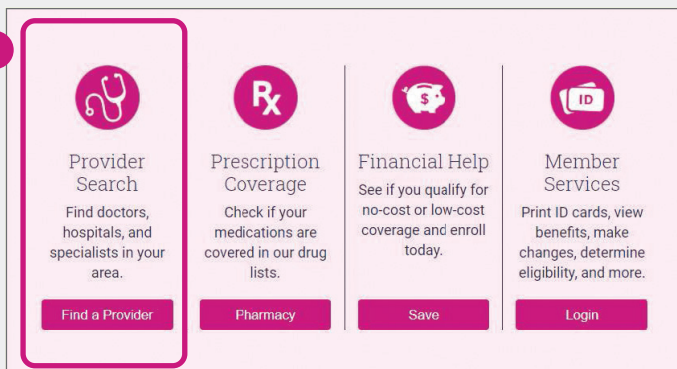 Provider
Search
Find doctors,
hospitals, and
specialists in your
area.
Find a Provider
Rx
Prescription
Coverage
Check if your
medications are
covered in our drug
lists.
Pharmacy
$
Financial Help
See if you qualify for
no-cost or low-cost
coverage and enroll
today.
Save
ID
Member
Services
Print ID cards, view
benefits, make
changes, determine
eligibility, and more.
Login